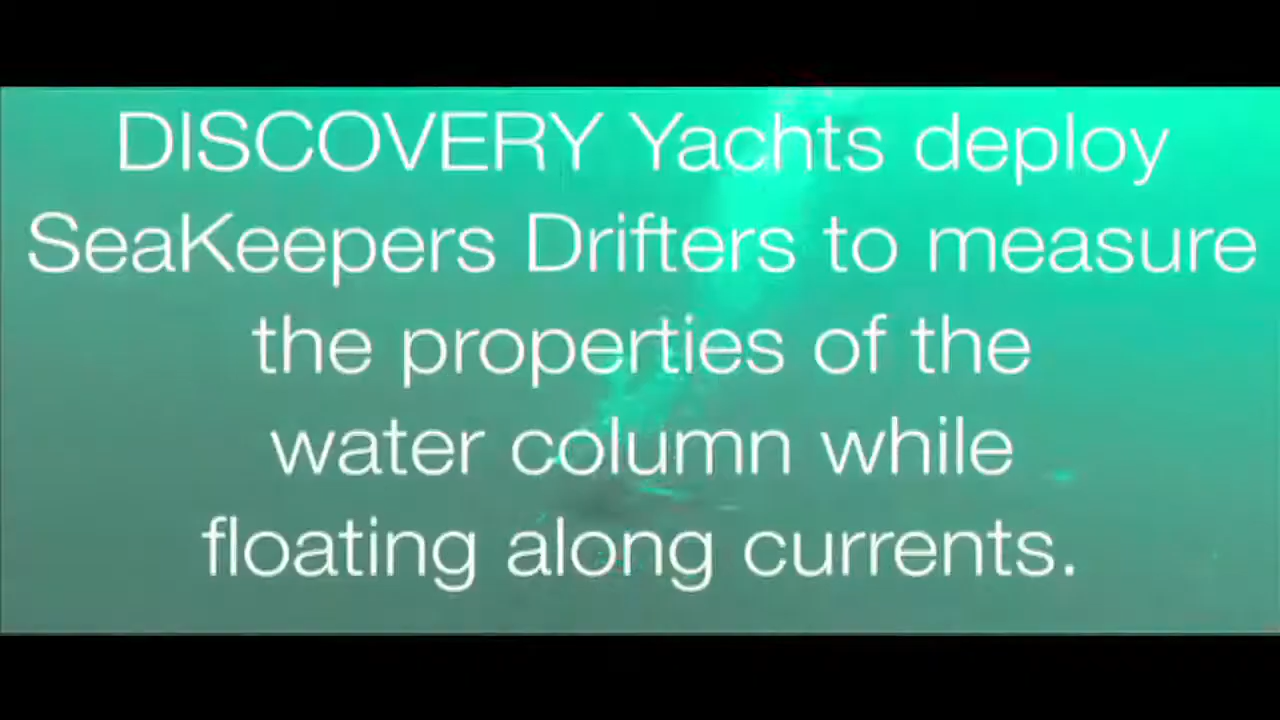 DISCOVERY Yachts deploy
SeaKeepers Drifters to measure
the properties of the
water column while
floating along currents.